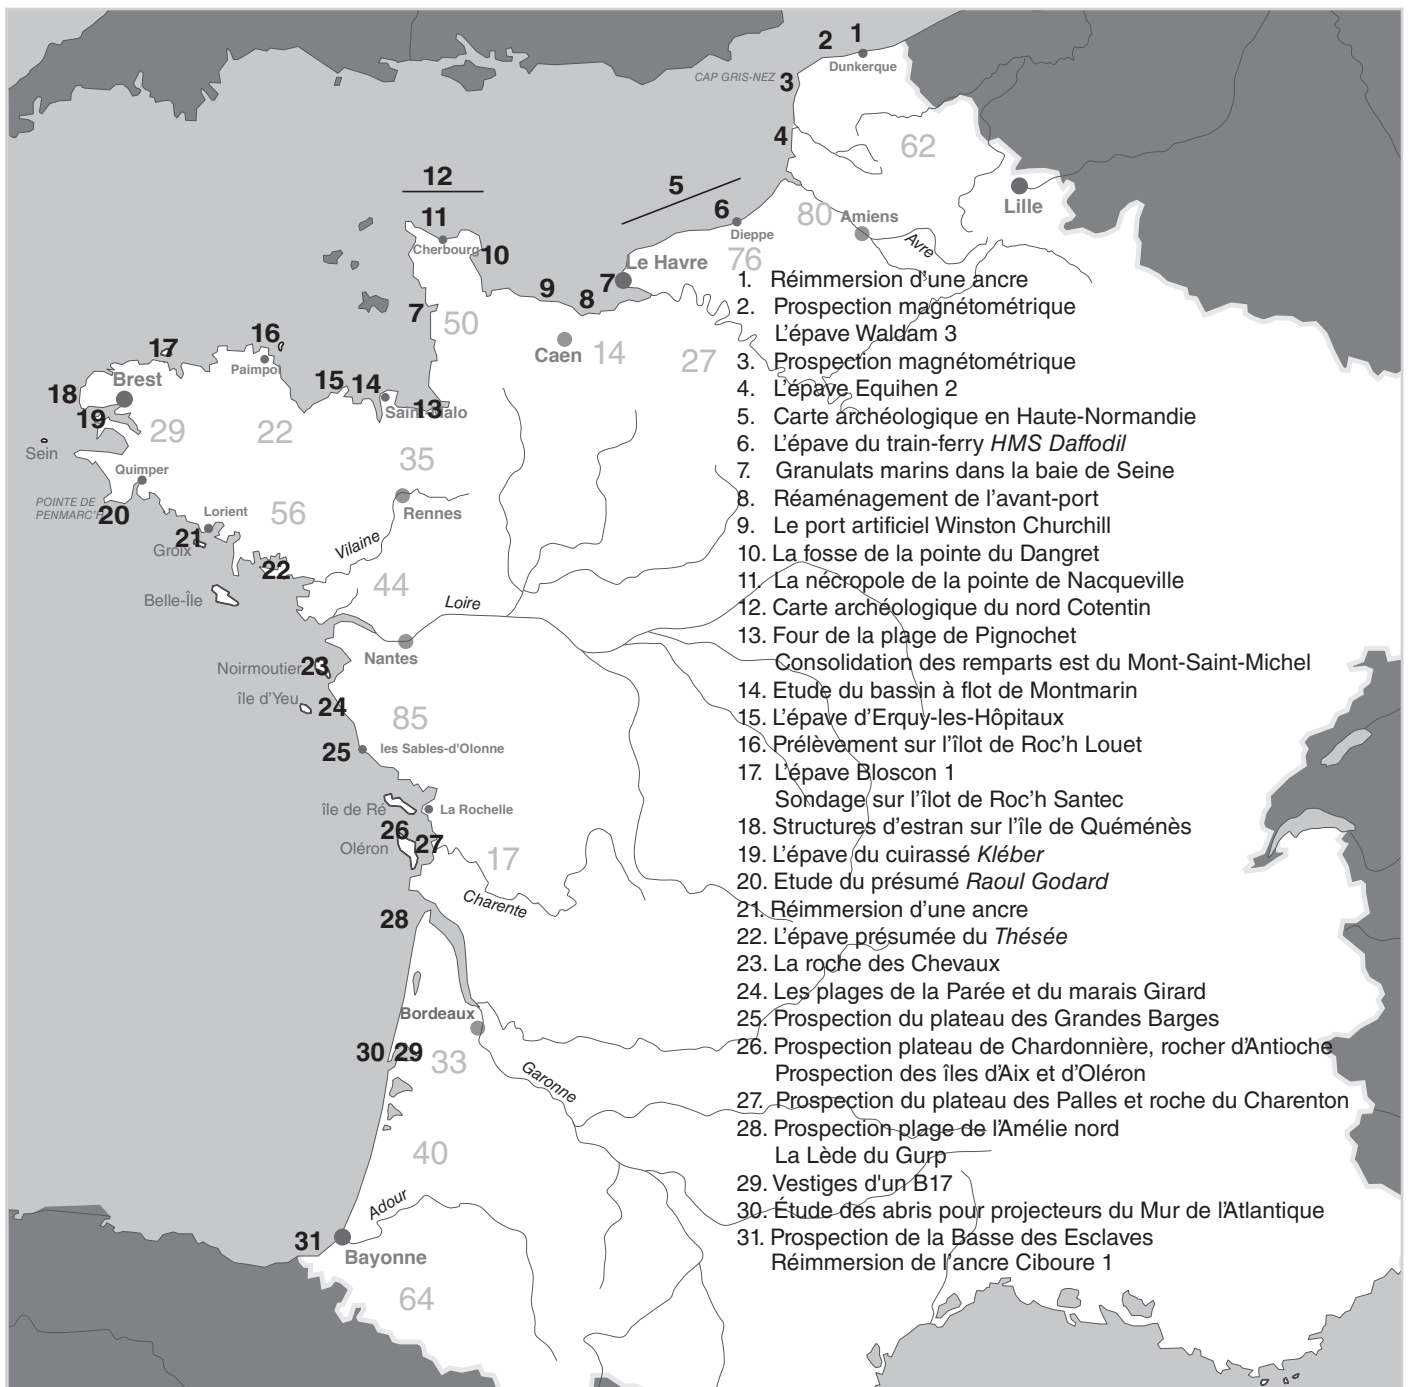 2
1
Dunkerque
CAP GRIS-NEZ
3
4
62
Lille
12
5
11
6
80
Amiens
Cherbourg
Dieppe
Avre
10
76
Le Havre
7
9
8
7
50
Caen
14
27
17
16
Paimpol
Brest
18
15
14
19
Saint-Malo
13
29
22
Sein
35
Quimper
POINTE DE
PENMARC'H
20
56
Lorient
Rennes
21
Groix
Vilaine
22
44
Belle-Île
Loire
Nantes
Noirmoutier
23
île d'Yeu
24
85
25
les Sables-d'Olonne
île de Ré
La Rochelle
26
27
Oléron
17
Charente
28
Bordeaux
30
29
33
Garonne
40
Adour
31
Bayonne
64
1. Réimmersion d'une ancre
2. Prospection magnétométrique
L'épave Waldam 3
3. Prospection magnétométrique
4. L'épave Equihen 2
5. Carte archéologique en Haute-Normandie
6. L'épave du train-ferry HMS Daffodil
7. Granulats marins dans la baie de Seine
8. Réaménagement de l'avant-port
9. Le port artificiel Winston Churchill
10. La fosse de la pointe du Dangret
11. La nécropole de la pointe de Nacqueville
12. Carte archéologique du nord Cotentin
13. Four de la plage de Pignochet
Consolidation des remparts est du Mont-Saint-Michel
14. Etude du bassin à flot de Montmarin
15. L'épave d'Erquy-les-Hôpitaux
16. Prélèvement sur l'îlot de Roc'h Louet
17. L'épave Bloscon 1
Sondage sur l'îlot de Roc'h Santec
18. Structures d'estran sur l'île de Quéménès
19. L'épave du cuirassé Kléber
20. Etude du présumé Raoul Godard
21. Réimmersion d'une ancre
22. L'épave présumée du Thésée
23. La roche des Chevaux
24. Les plages de la Parée et du marais Girard
25. Prospection du plateau des Grandes Barges
26. Prospection plateau de Chardonnière, rocher d'Antioche
Prospection des îles d'Aix et d'Oléron
27. Prospection du plateau des Palles et roche du Charenton
28. Prospection plage de l'Amélie nord
La Lède du Gurp
29. Vestiges d'un B17
30. Étude des abris pour projecteurs du Mur de l'Atlantique
31. Prospection de la Basse des Esclaves
Réimmersion de l'ancre Ciboure 1